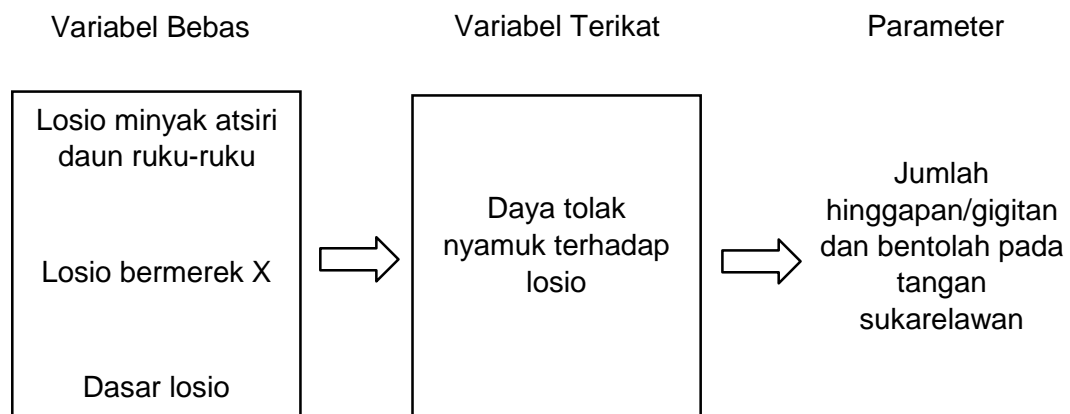 Variabel Bebas
Variabel Terikat
Parameter
Losio minyak atsiri
daun ruku-ruku
Losio bermerek X
Dasar losio
Daya tolak
nyamuk terhadap
losio
Jumlah
hinggapan/gigitan
dan bentolah pada
tangan
sukarelawan